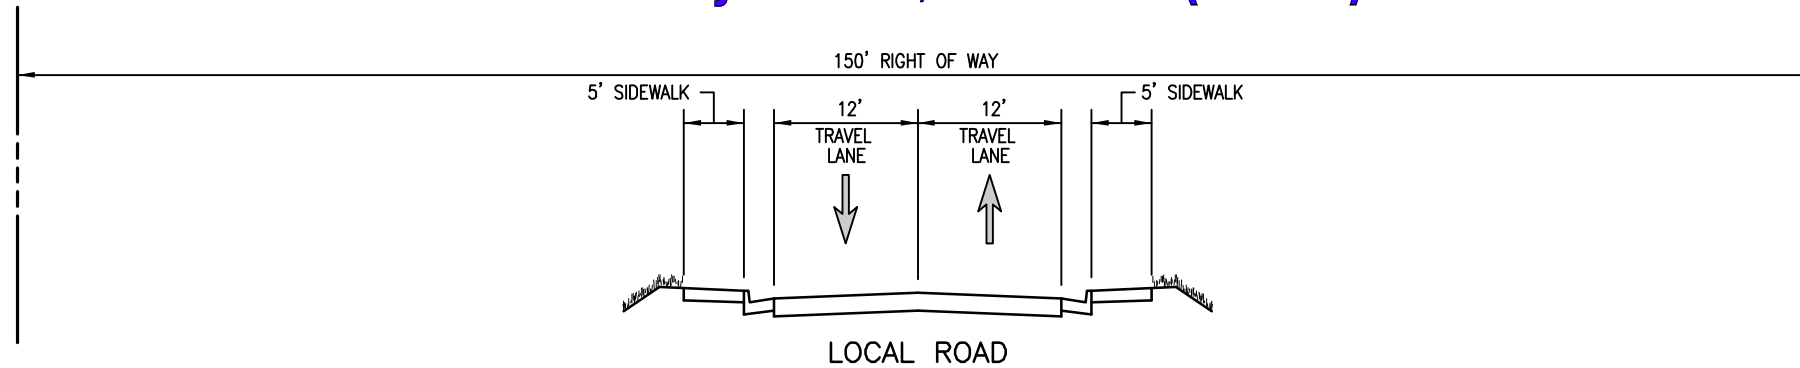 150' RIGHT OF WAY
5' SIDEWALK
12'
12'
5' SIDEWALK
TRAVEL
LANE
TRAVEL
LANE
LOCAL ROAD